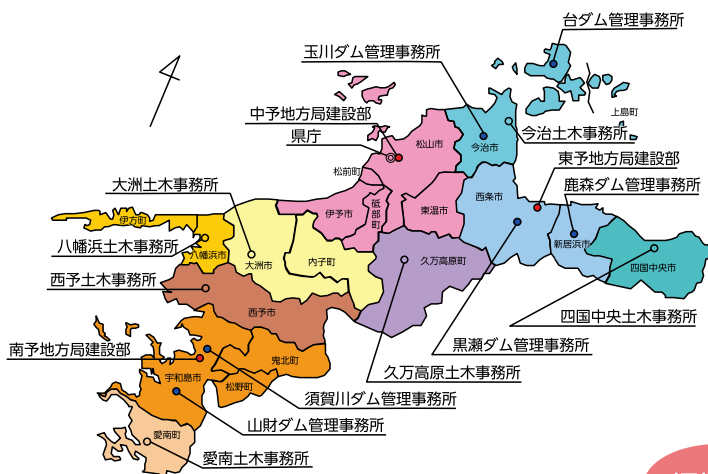 台ダム管理事務所
玉川ダム管理事務所
上島町
中予地方局建設部
今治土木事務所
県庁
松山市
今治市
東予地方局建設部
松前町
大洲土木事務所
鹿森ダム管理事務所
西条市
砥部町
東温市
伊予市
伊方町
新居浜市
八幡浜土木事務所
八幡浜市
大洲市
内子町
久万高原町
四国中央市
西予土木事務所
西予市
四国中央土木事務所
黒瀬ダム管理事務所
南予地方局建設部
鬼北町
久万高原土木事務所
宇和島市
松野町
須賀川ダム管理事務所
山財ダム管理事務所
愛南町
愛南土木事務所